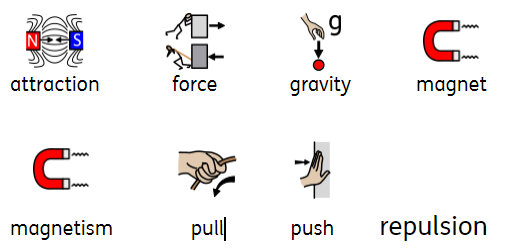 N S g
attraction force gravity magnet
magnetism pull push repulsion